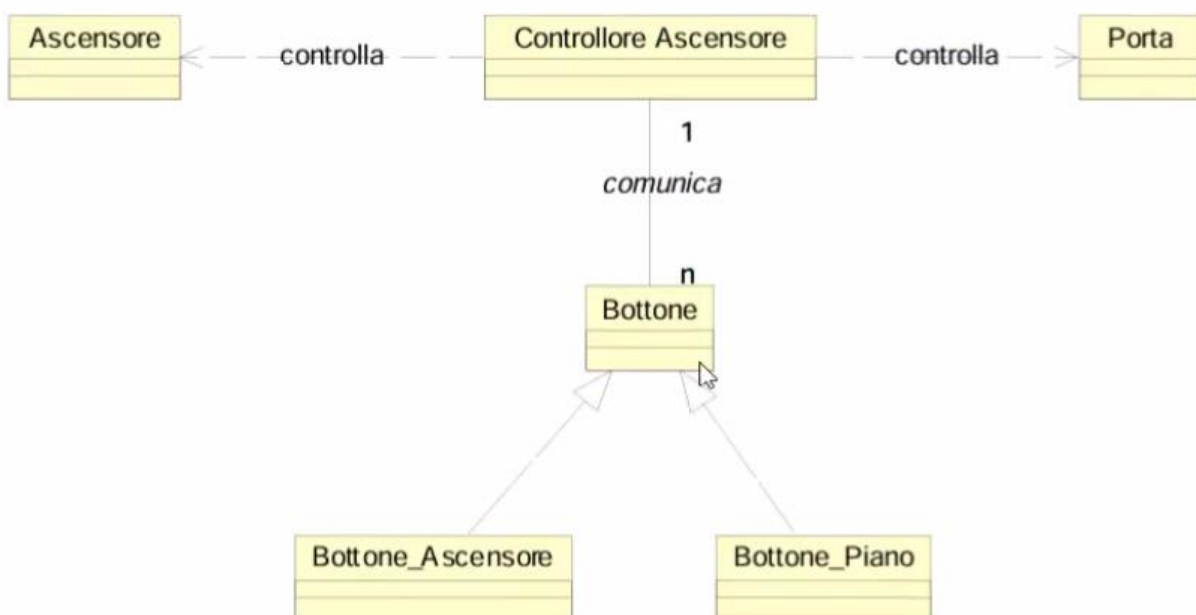 Ascensore
controlla
Controllore Ascensore
controlla
Porta
1
comunica
n
Bottone
Bottone_Ascensore
Bottone_Piano